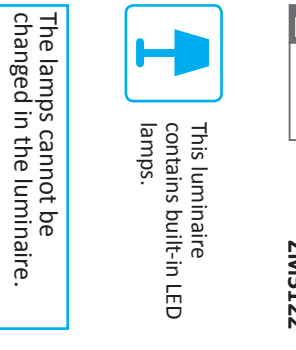 This luminaire
contains built-in LED
lamps.
The lamps cannot be
changed in the luminaire.